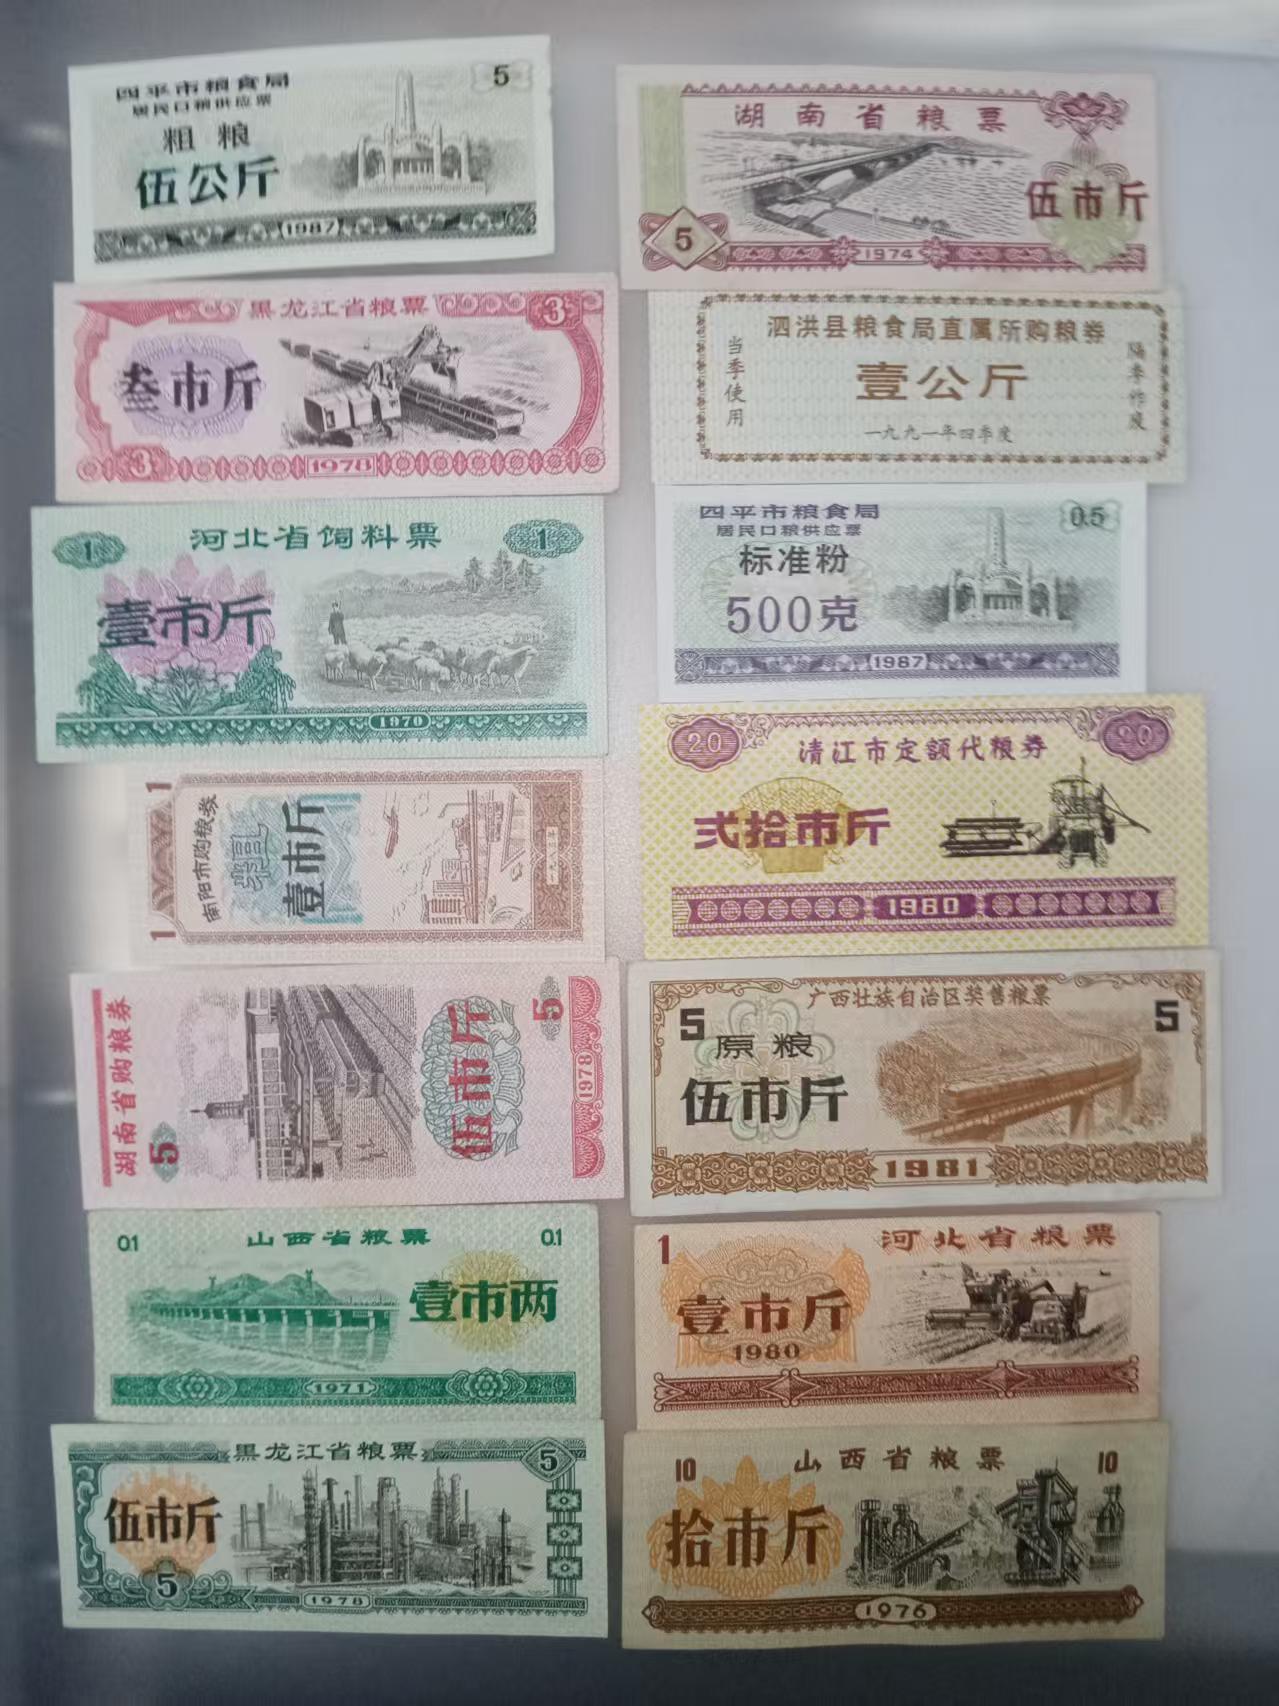 四平市粮食局
居民口粮供应票
粗粮
伍公斤
5
1987
湖南省粮票
伍市斤
5
1974
黑龙江省粮票
3
叁市斤
3
1978
泗洪县粮食局直属所购粮券
当季使用
壹公斤
隔季作废
一九九一年四季度
河北省饲料票
1
1
壹市斤
1970
四平市粮食局
居民口粮供应票
0.5
标准粉
500克
1987
1
衡阳市购粮券
壹市斤
1
清江市定额代粮券
20
20
弍拾市斤
1980
湖南省购粮券
5
伍市斤
5
1978
广西壮族自治区奖售粮票
5
5
原粮
伍市斤
1981
山西省粮票
0.1
0.1
壹市两
1971
河北省粮票
1
壹市斤
1980
黑龙江省粮票
5
伍市斤
5
1978
山西省粮票
10
10
拾市斤
1976